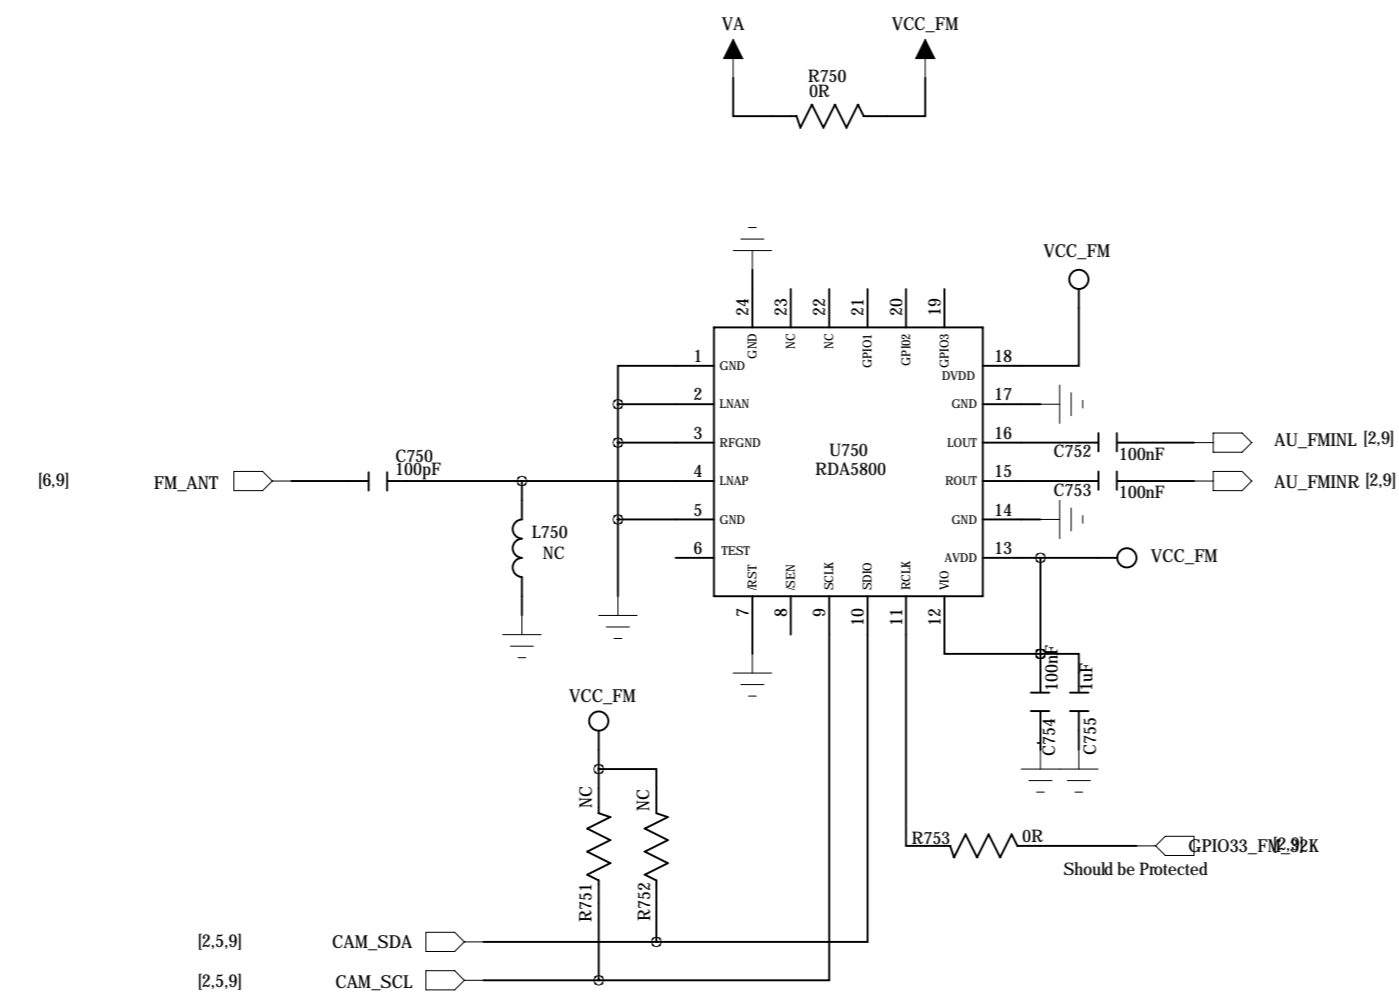 VA
VCC_FM
R750
0R
VCC_FM
24
23
22
21
20
19
GND
NC
NC
GPIO1
GPIO2
GPIO3
1
GND
DVDD
18
2
LNAN
GND
17
3
RFGND
LOUT
16
U750
RDA5800
C752
100nF
AU_FMINL [2,9]
[6,9]
FM_ANT
C750
100pF
4
LNAP
ROUT
15
C753
100nF
AU_FMINR [2,9]
5
GND
GND
14
L750
NC
6
TEST
AVDD
13
VCC_FM
/RST
/SEN
SCLK
SDIO
RCLK
VIO
7
8
9
10
11
12
100nF
1uF
C754
C755
VCC_FM
NC
NC
R751
R752
R753
0R
GPIO33_FM_32K
[2,9]
Should be Protected
[2,5,9]
CAM_SDA
[2,5,9]
CAM_SCL